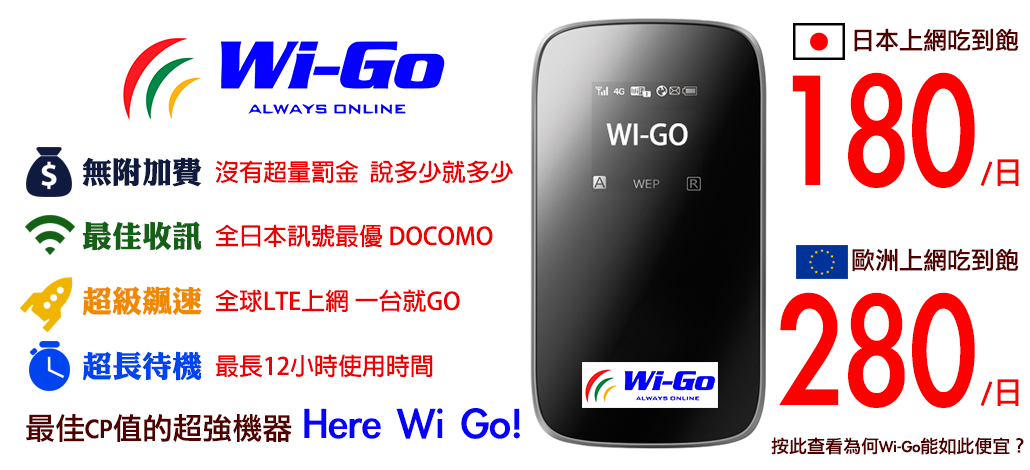 Wi-Go
ALWAYS ONLINE
無附加費 沒有超量罰金 說多少就多少
最佳收訊 全日本訊號最優 DOCOMO
超級飆速 全球LTE上網 一台就GO
超長待機 最長12小時使用時間
最佳CP值的超強機器 Here Wi Go!
4G
WI-GO
A WEP R
Wi-Go
ALWAYS ONLINE
日本上網吃到飽
180/日
歐洲上網吃到飽
280/日
按此查看為何Wi-Go能如此便宜？